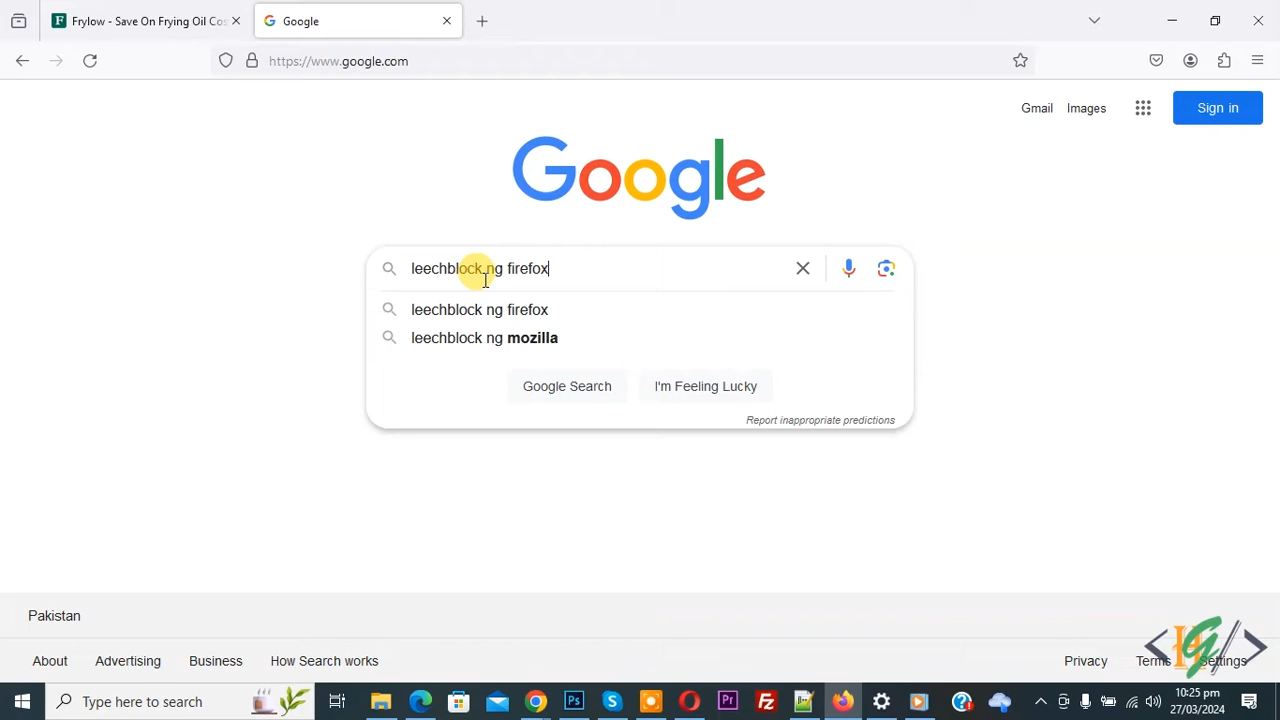 Frylow - Save On Frying Oil Cos
Google
https://www.google.com
Gmail Images Sign in
Google
leechblock ng firefox
leechblock ng firefox
leechblock ng mozilla
Google Search I'm Feeling Lucky
Report inappropriate predictions
Pakistan
About Advertising Business How Search works Privacy Terms Settings
Type here to search
10:25 pm
27/03/2024